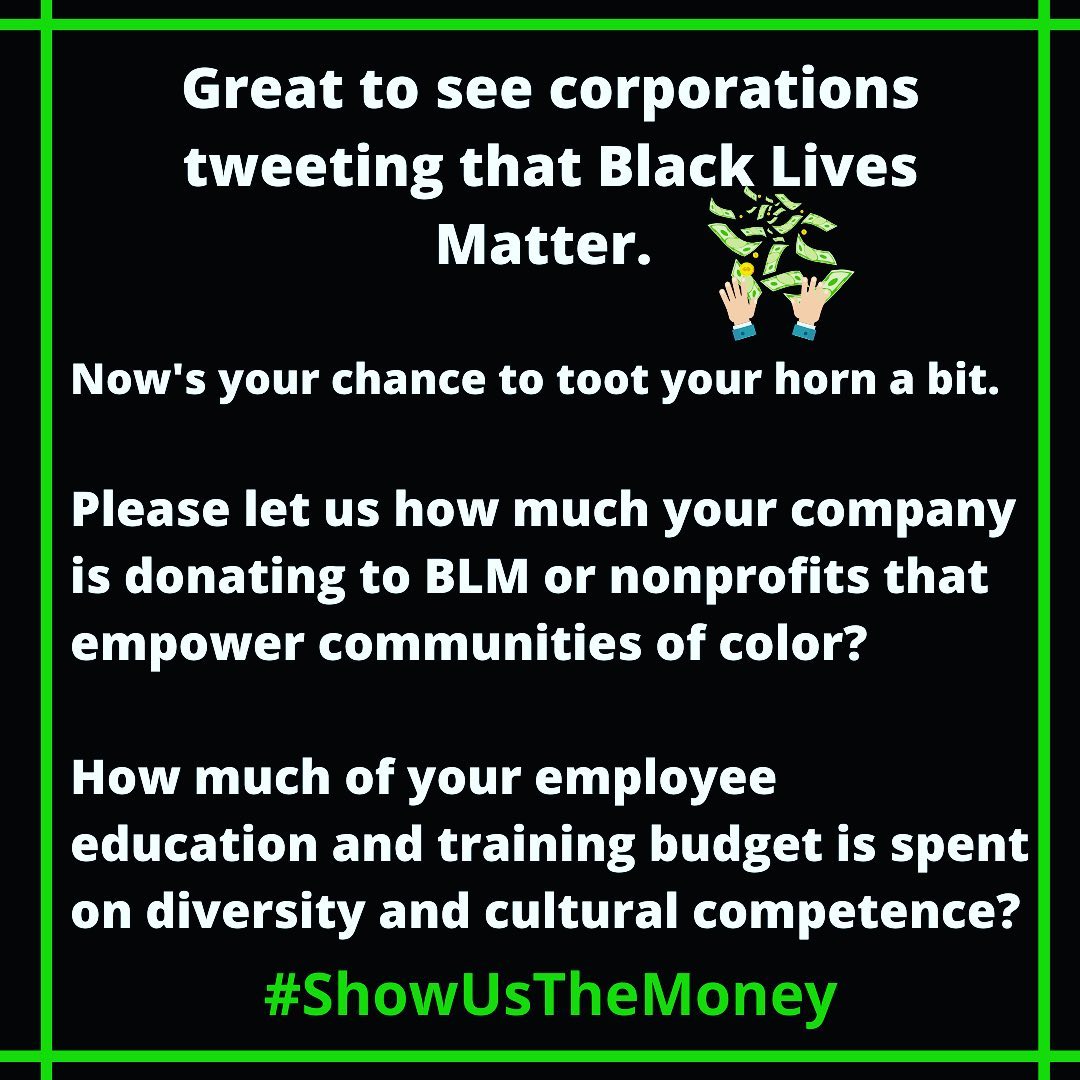 Great to see corporations
tweeting that Black Lives
Matter.
Now's your chance to toot your horn a bit.
Please let us how much your company
is donating to BLM or nonprofits that
empower communities of color?
How much of your employee
education and training budget is spent
on diversity and cultural competence?
#ShowUsTheMoney